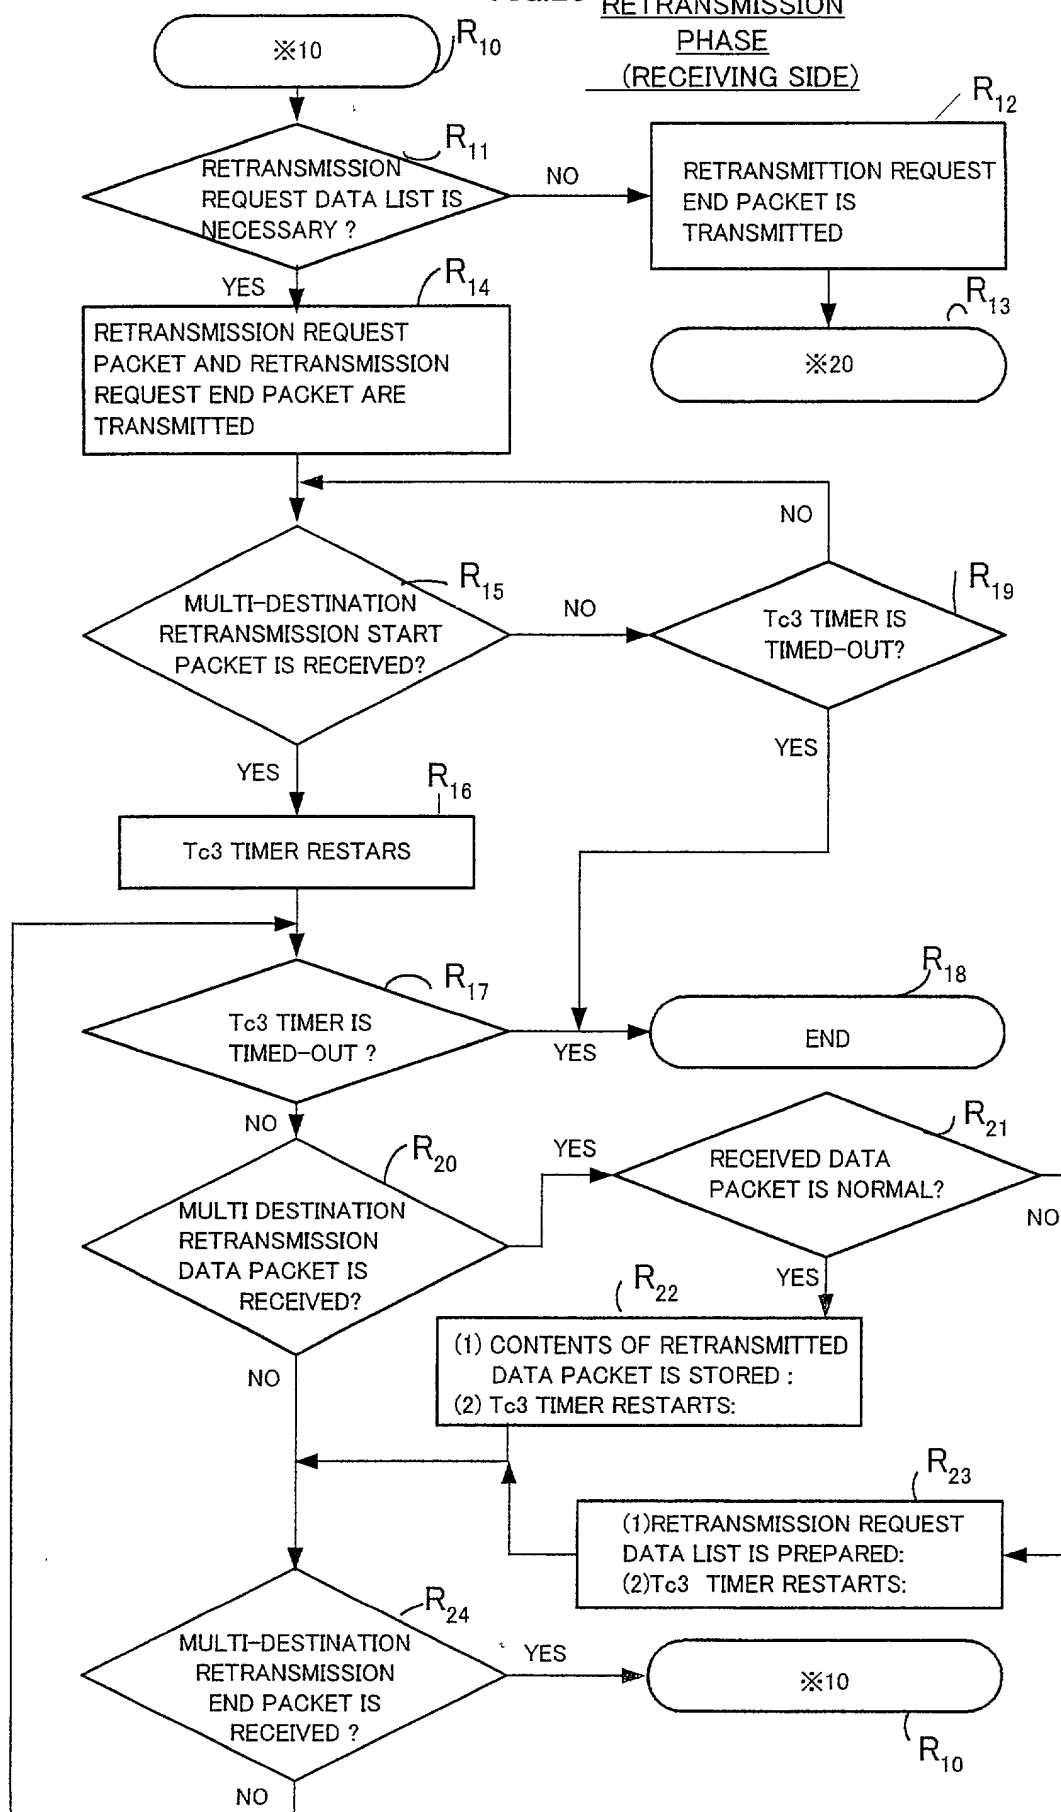 RETRANSMISSION
PHASE
(RECEIVING SIDE)
※10
R10
RETRANSMISSION
REQUEST DATA LIST IS
NECESSARY ?
R11
NO
R12
RETRANSMITTION REQUEST
END PACKET IS
TRANSMITTED
R13
※20
YES
R14
RETRANSMISSION REQUEST
PACKET AND RETRANSMISSION
REQUEST END PACKET ARE
TRANSMITTED
NO
R15
MULTI-DESTINATION
RETRANSMISSION START
PACKET IS RECEIVED?
NO
R19
Tc3 TIMER IS
TIMED-OUT?
YES
YES
R16
Tc3 TIMER RESTARS
R17
Tc3 TIMER IS
TIMED-OUT ?
YES
R18
END
NO
R20
MULTI DESTINATION
RETRANSMISSION
DATA PACKET IS
RECEIVED?
YES
R21
RECEIVED DATA
PACKET IS NORMAL?
NO
YES
R22
(1) CONTENTS OF RETRANSMITTED
DATA PACKET IS STORED :
(2) Tc3 TIMER RESTARTS:
NO
R23
(1)RETRANSMISSION REQUEST
DATA LIST IS PREPARED:
(2)Tc3 TIMER RESTARTS:
R24
MULTI-DESTINATION
RETRANSMISSION
END PACKET IS
RECEIVED ?
YES
※10
R10
NO